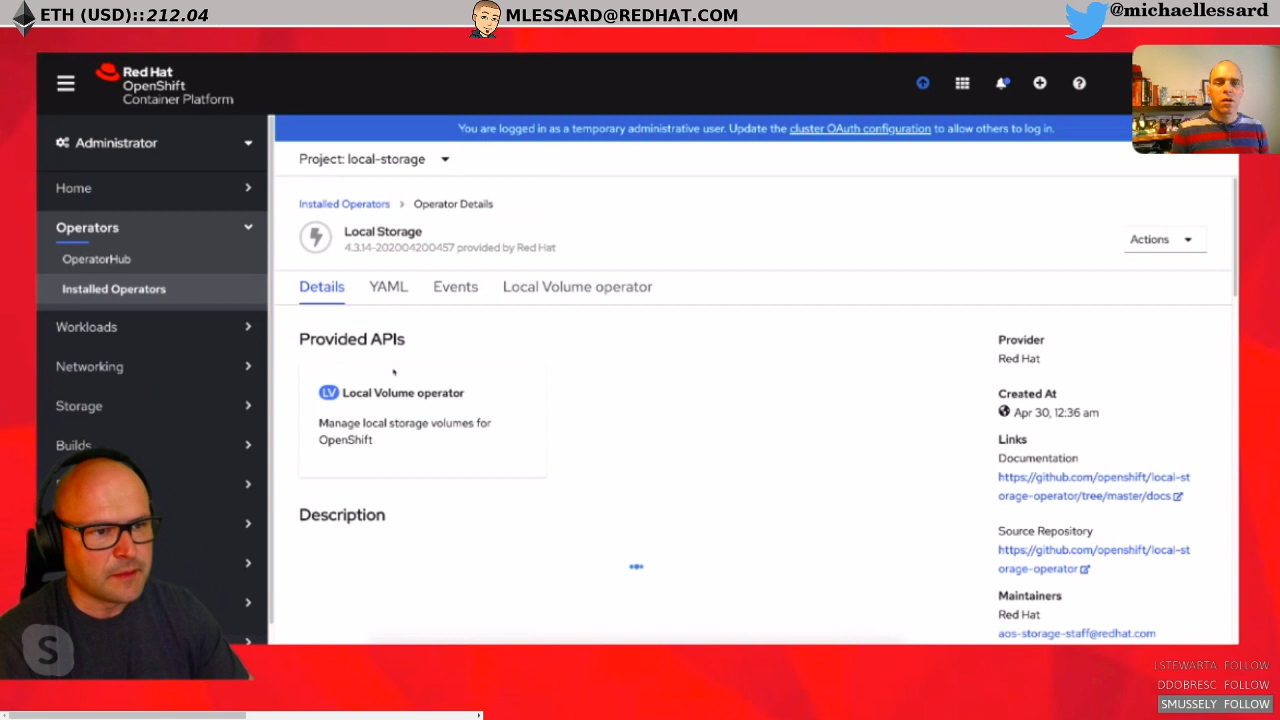 ETH (USD)::212.04
MLESSARD@REDHAT.COM
@michaellessard
Red Hat
OpenShift
Container Platform
You are logged in as a temporary administrative user. Update the cluster OAuth configuration to allow others to log in.
Administrator
Home
Operators
OperatorHub
Installed Operators
Workloads
Networking
Storage
Builds
Project: local-storage
Installed Operators > Operator Details
Local Storage
4.3.14-202004200457 provided by Red Hat
Actions
Details YAML Events Local Volume operator
Provided APIs
LV Local Volume operator
Manage local storage volumes for
OpenShift
Description
Provider
Red Hat
Created At
Apr 30, 12:36 am
Links
Documentation
https://github.com/openshift/local-st
orage-operator/tree/master/docs
Source Repository
https://github.com/openshift/local-st
orage-operator
Maintainers
Red Hat
aos-storage-staff@redhat.com
S
LSTEWARTA FOLLOW
DDOBRESC FOLLOW
SMUSSELY FOLLOW